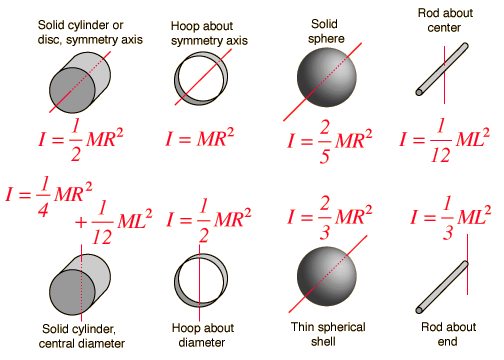 Solid cylinder or
disc, symmetry axis
Hoop about
symmetry axis
Solid
sphere
Rod about
center
I = 1/2 MR²
I = MR²
I = 2/5 MR²
I = 1/12 ML²
I = 1/4 MR²
+ 1/12 ML²
I = 1/2 MR²
I = 2/3 MR²
I = 1/3 ML²
Solid cylinder,
central diameter
Hoop about
diameter
Thin spherical
shell
Rod about
end